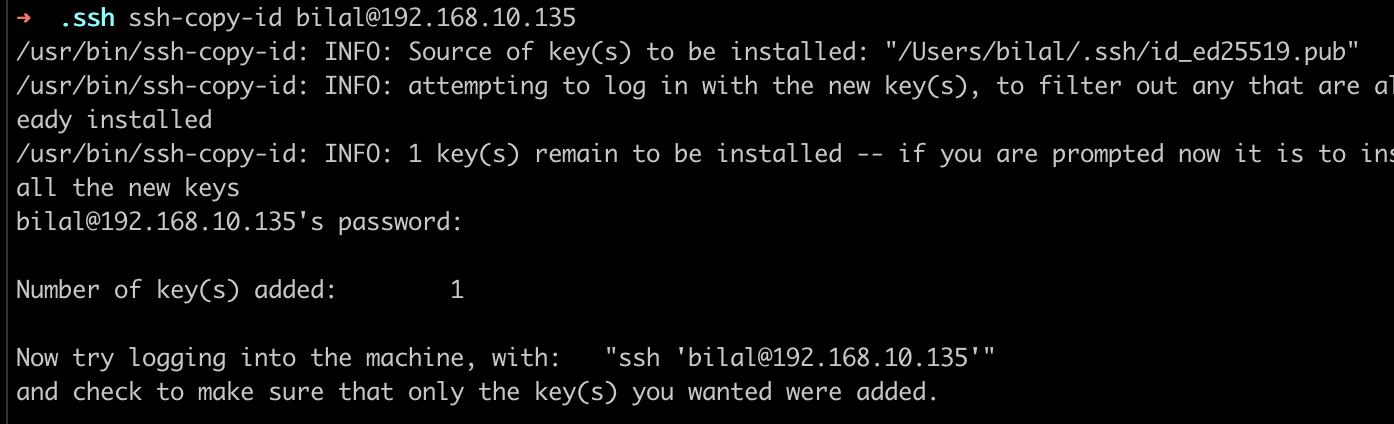 ➜  .ssh ssh-copy-id bilal@192.168.10.135
/usr/bin/ssh-copy-id: INFO: Source of key(s) to be installed: "/Users/bilal/.ssh/id_ed25519.pub"
/usr/bin/ssh-copy-id: INFO: attempting to log in with the new key(s), to filter out any that are al
eady installed
/usr/bin/ssh-copy-id: INFO: 1 key(s) remain to be installed -- if you are prompted now it is to ins
all the new keys
bilal@192.168.10.135's password:
Number of key(s) added:        1
Now try logging into the machine, with:   "ssh 'bilal@192.168.10.135'"
and check to make sure that only the key(s) you wanted were added.